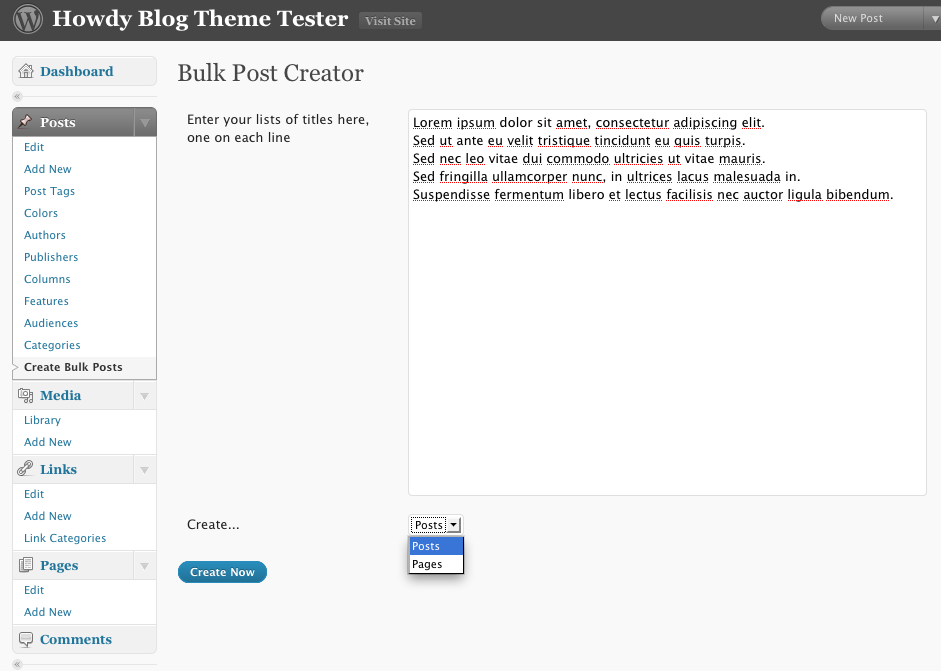 Howdy Blog Theme Tester Visit Site
New Post
Dashboard
Posts
Edit
Add New
Post Tags
Colors
Authors
Publishers
Columns
Features
Audiences
Categories
Create Bulk Posts
Media
Library
Add New
Links
Edit
Add New
Link Categories
Pages
Edit
Add New
Comments
Bulk Post Creator
Enter your lists of titles here,
one on each line
Lorem ipsum dolor sit amet, consectetur adipiscing elit.
Sed ut ante eu velit tristique tincidunt eu quis turpis.
Sed nec leo vitae dui commodo ultricies ut vitae mauris.
Sed fringilla ullamcorper nunc, in ultrices lacus malesuada in.
Suspendisse fermentum libero et lectus facilisis nec auctor ligula bibendum.
Create...
Posts
Posts
Pages
Create Now